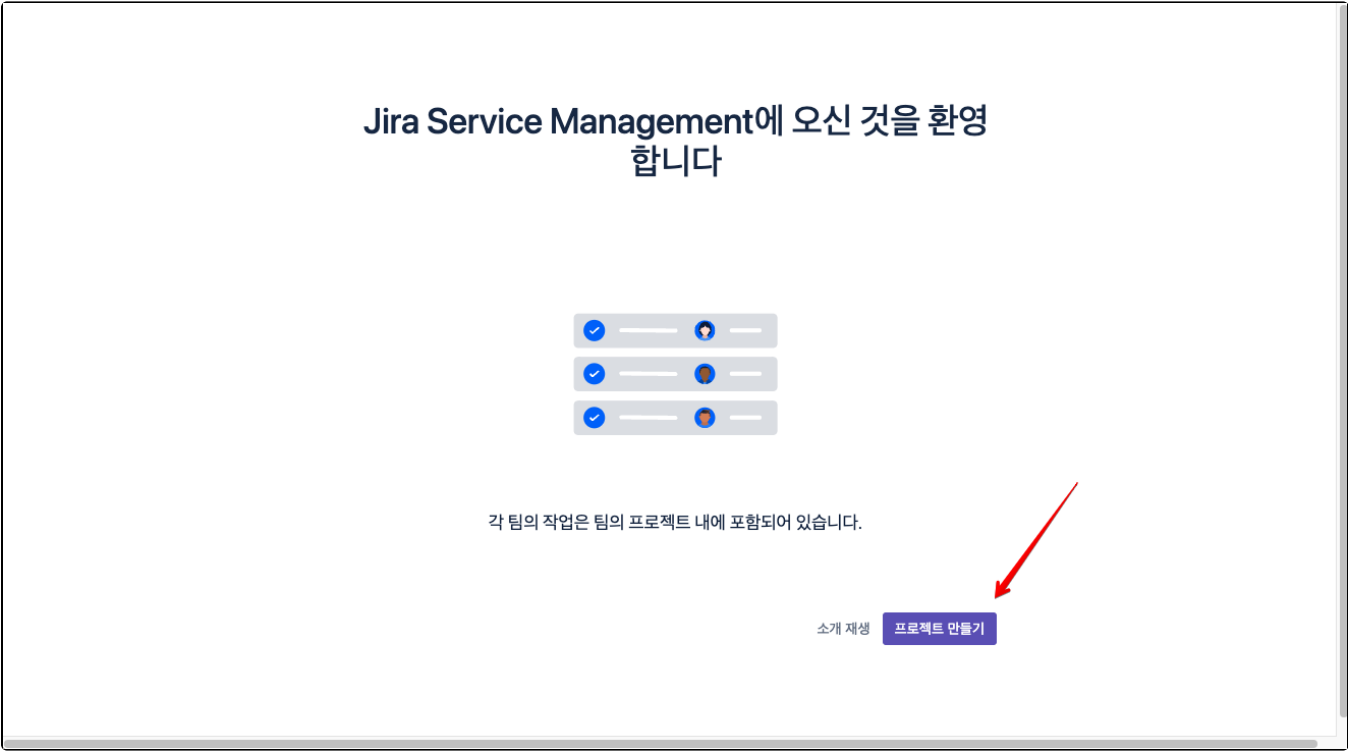 Jira Service Management에 오신 것을 환영
합니다
각 팀의 작업은 팀의 프로젝트 내에 포함되어 있습니다.
소개 재생
프로젝트 만들기